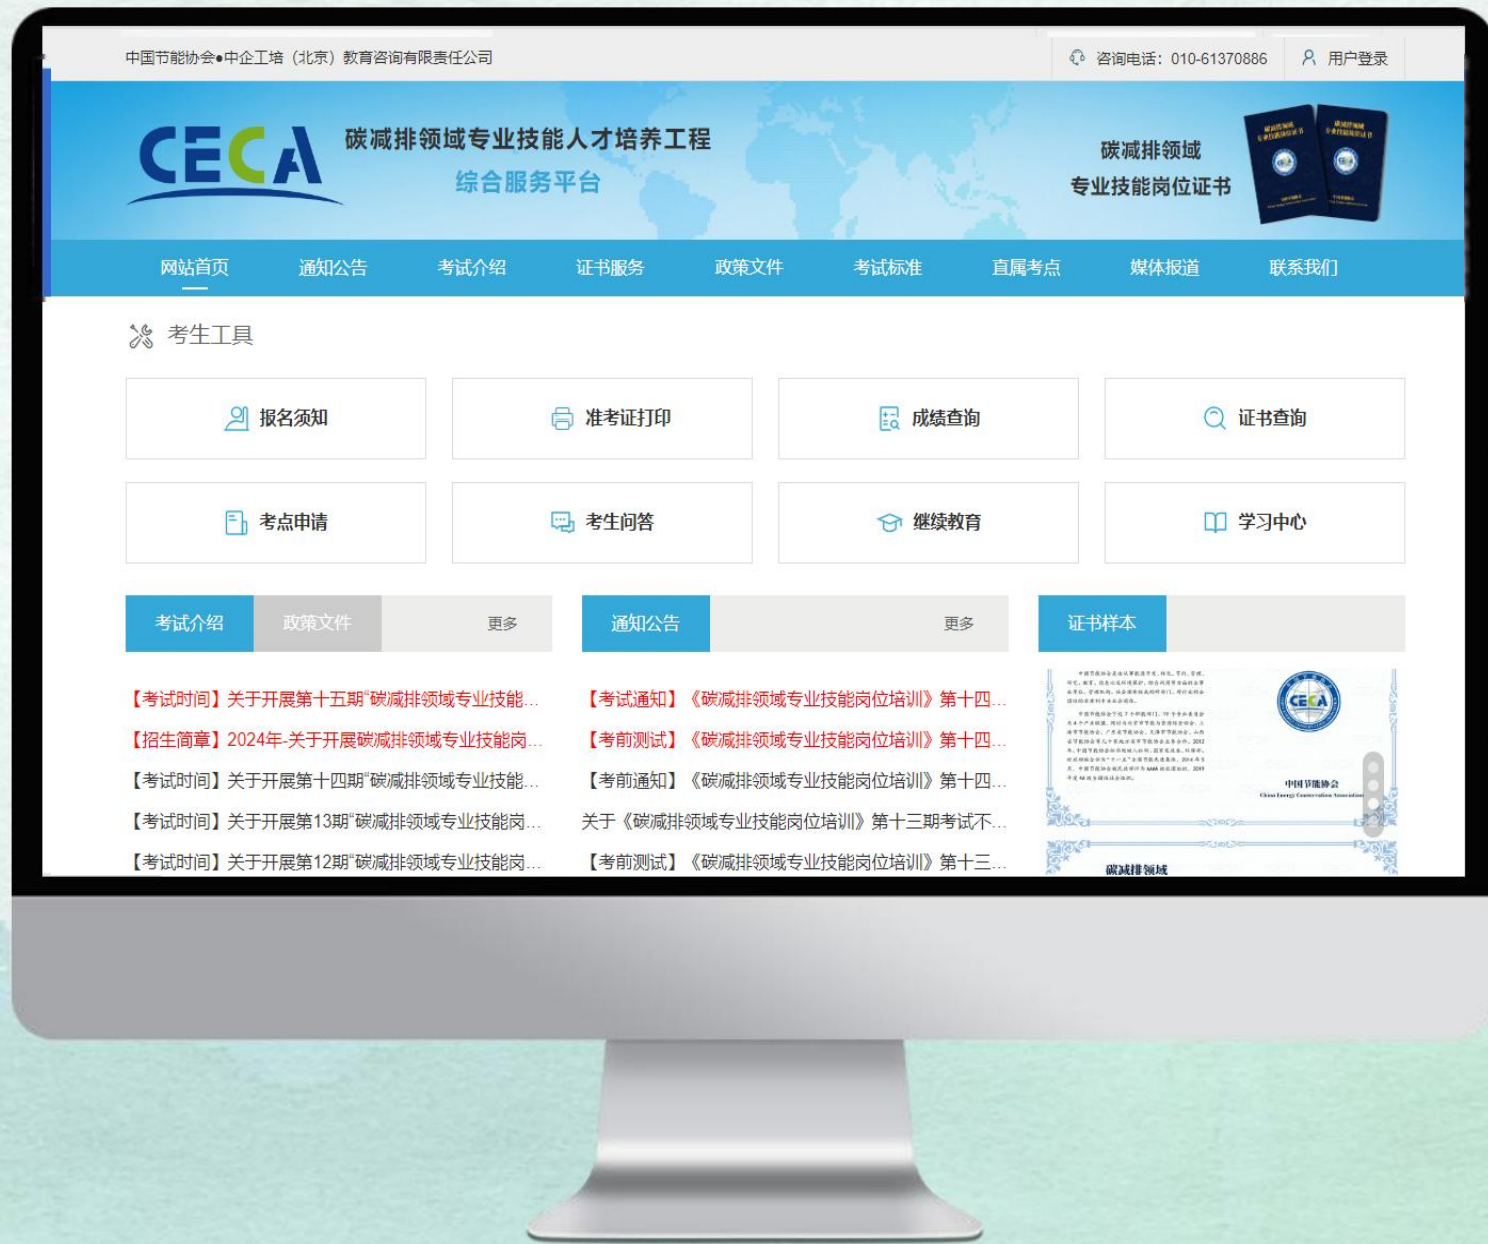 中国节能协会●中企工培（北京）教育咨询有限责任公司
咨询电话：010-61370886
用户登录
CECA
碳减排领域专业技能人才培养工程
综合服务平台
碳减排领域
专业技能岗位证书
网站首页 通知公告 考试介绍 证书服务 政策文件 考试标准 直属考点 媒体报道 联系我们
考生工具
报名须知 准考证打印 成绩查询 证书查询
考点申请 考生问答 继续教育 学习中心
考试介绍 政策文件 更多
【考试时间】关于开展第十五期“碳减排领域专业技能...
【招生简章】2024年-关于开展碳减排领域专业技能岗...
【考试时间】关于开展第十四期“碳减排领域专业技能...
【考试时间】关于开展第13期“碳减排领域专业技能岗...
【考试时间】关于开展第12期“碳减排领域专业技能岗...
通知公告 更多
【考试通知】《碳减排领域专业技能岗位培训》第十四...
【考前测试】《碳减排领域专业技能岗位培训》第十四...
【考前通知】《碳减排领域专业技能岗位培训》第十四...
关于《碳减排领域专业技能岗位培训》第十三期考试不...
【考前测试】《碳减排领域专业技能岗位培训》第十三...
证书样本
CECA
中国节能协会
China Energy Conservation Association
碳减排领域